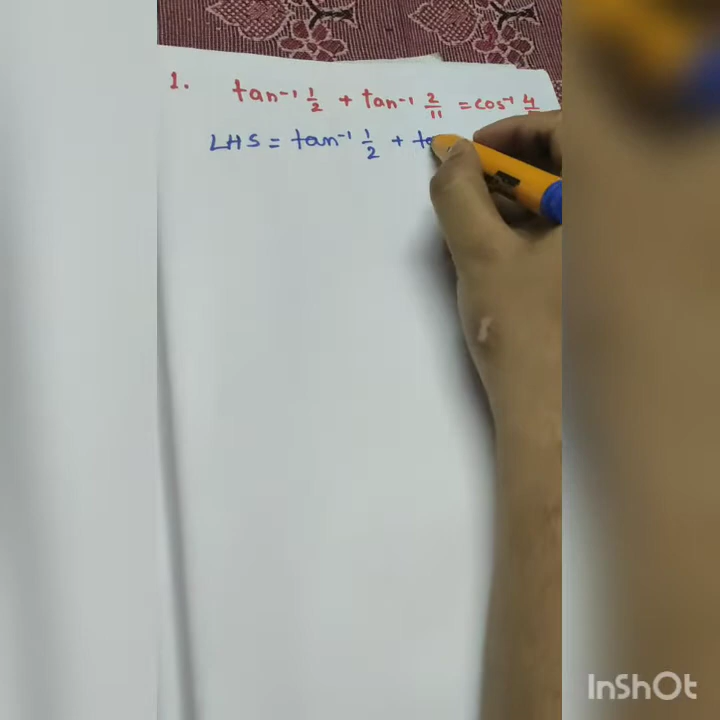 1. tan⁻¹ 1/2 + tan⁻¹ 2/11 = cos⁻¹ 4/
LHS = tan⁻¹ 1/2 +
InShOt